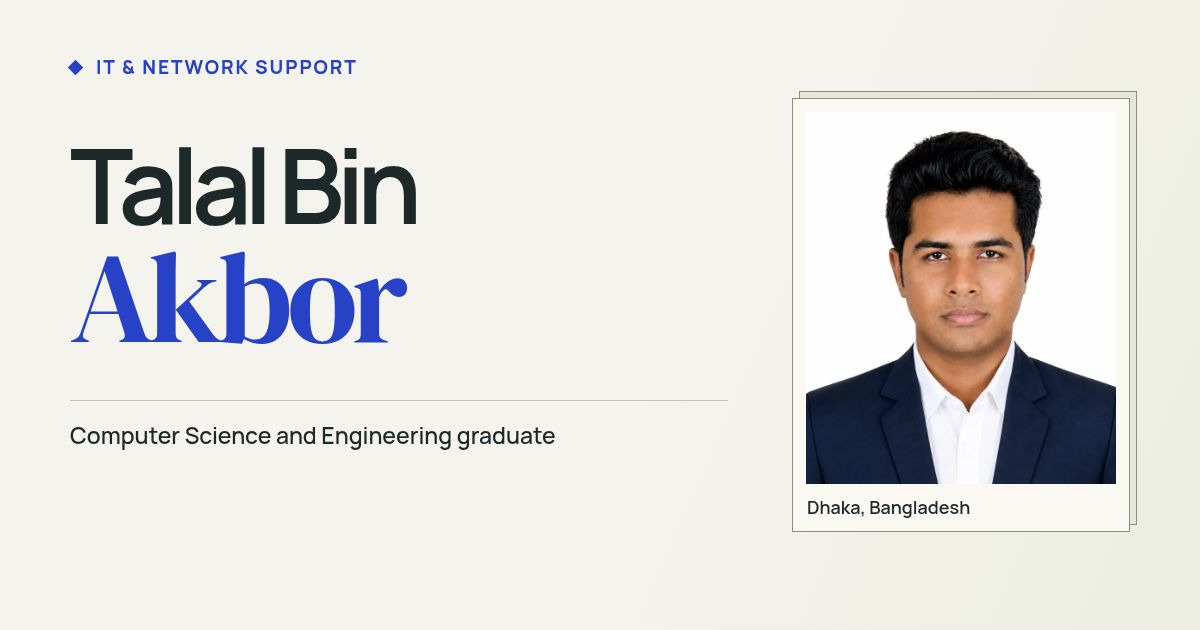 IT & NETWORK SUPPORT
Talal Bin
Akbor
Computer Science and Engineering graduate
Dhaka, Bangladesh